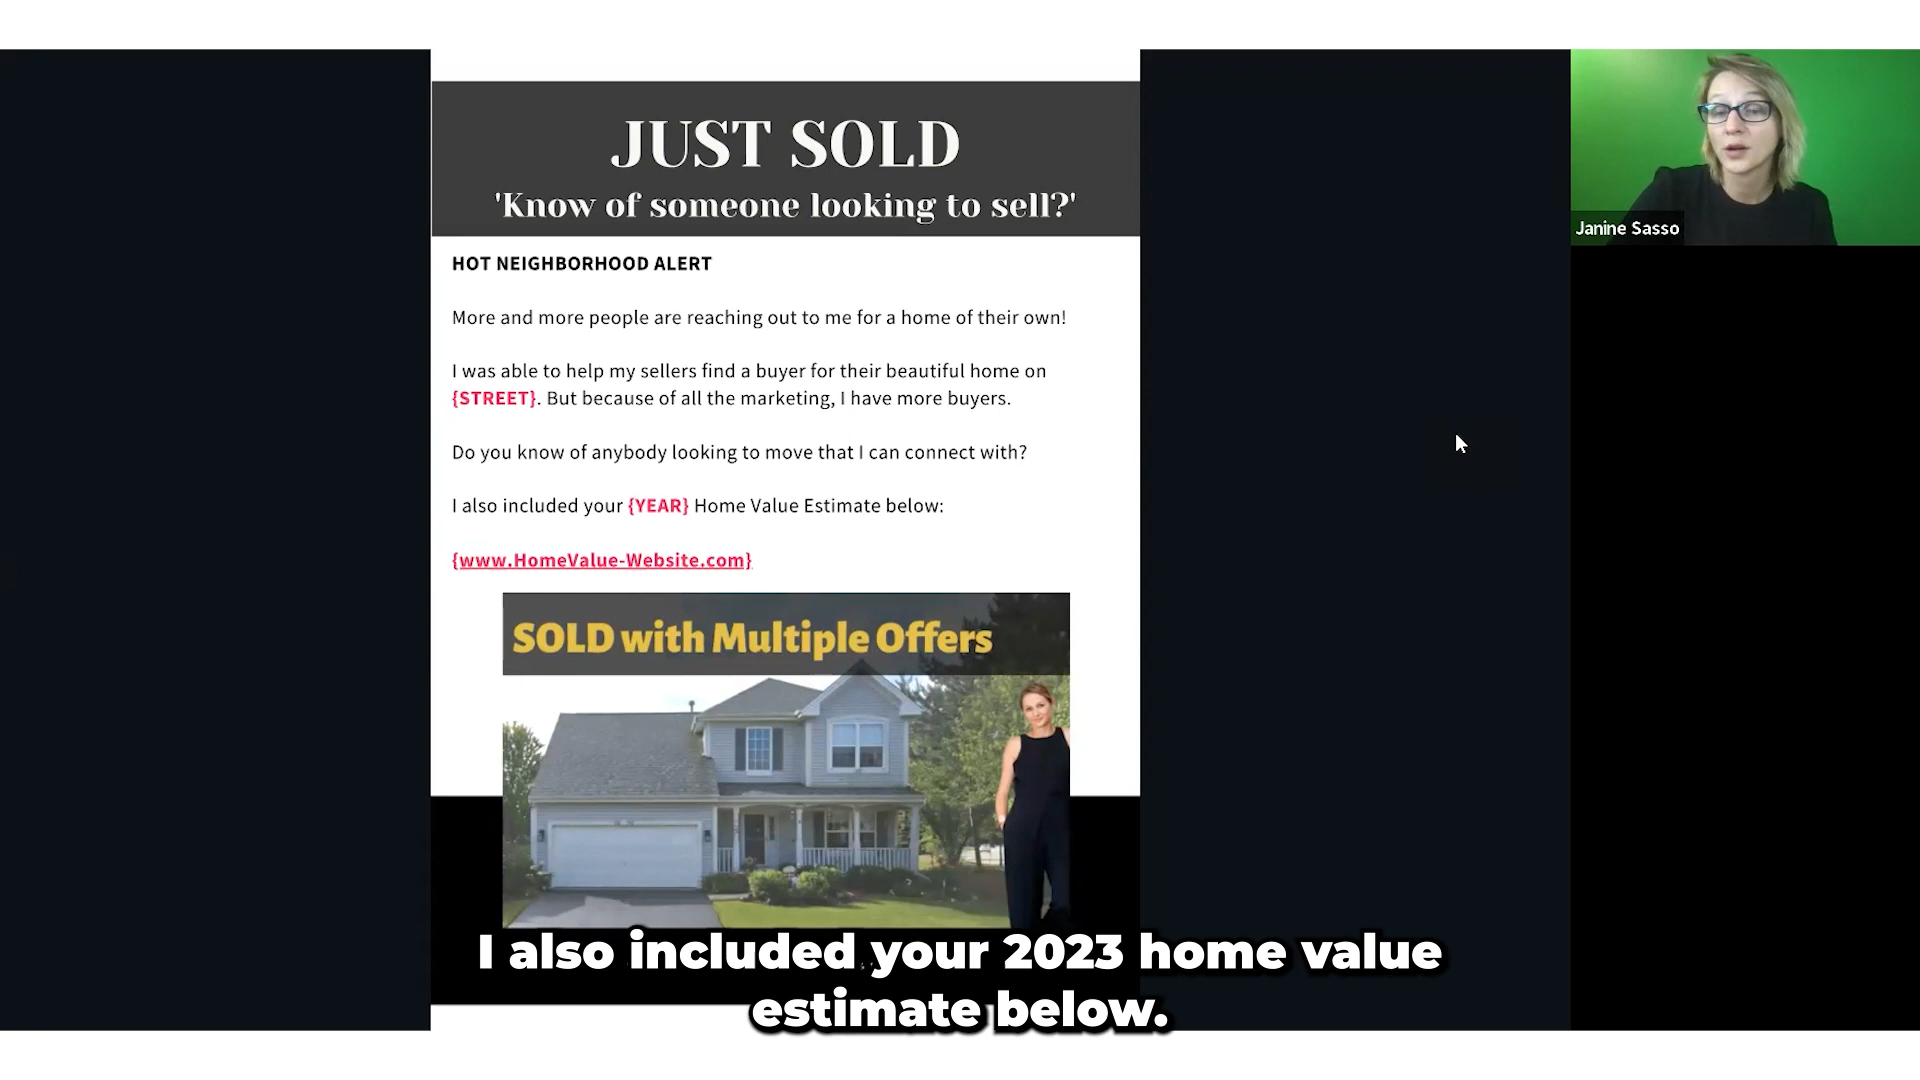 JUST SOLD
'Know of someone looking to sell?'
HOT NEIGHBORHOOD ALERT
More and more people are reaching out to me for a home of their own!
I was able to help my sellers find a buyer for their beautiful home on
{STREET}. But because of all the marketing, I have more buyers.
Do you know of anybody looking to move that I can connect with?
I also included your {YEAR} Home Value Estimate below:
{www.HomeValue-Website.com}
SOLD with Multiple Offers
Janine Sasso
I also included your 2023 home value
estimate below.